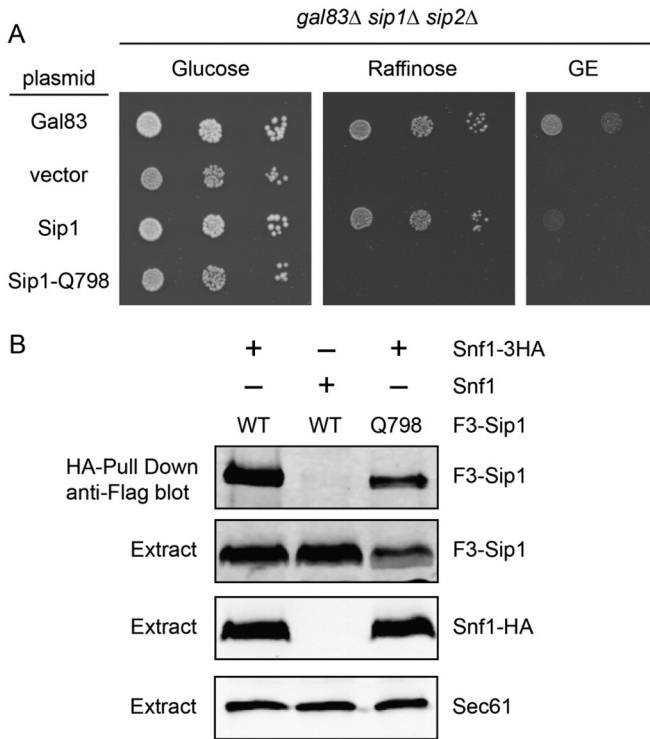 A
gal83Δ sip1Δ sip2Δ
plasmid
Glucose
Raffinose
GE
Gal83
vector
Sip1
Sip1-Q798
B
+ – + Snf1-3HA
– + – Snf1
WT WT Q798 F3-Sip1
HA-Pull Down
anti-Flag blot
F3-Sip1
Extract F3-Sip1
Extract Snf1-HA
Extract Sec61